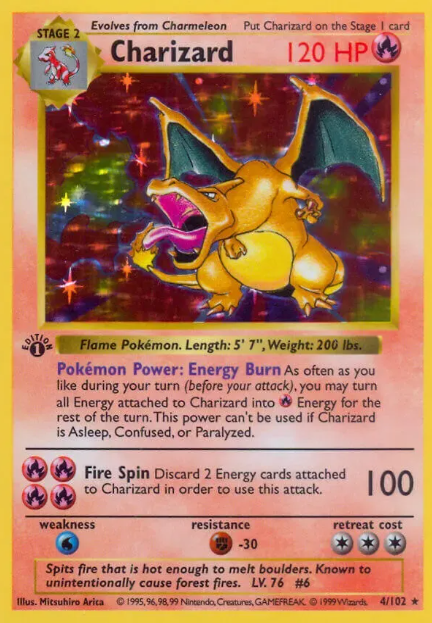 Evolves from Charmeleon Put Charizard on the Stage 1 card
STAGE 2
Charizard 120 HP
EDITION
1
Flame Pokémon. Length: 5' 7", Weight: 200 lbs.
Pokémon Power: Energy Burn As often as you
like during your turn (before your attack), you may turn
all Energy attached to Charizard into Energy for the
rest of the turn. This power can't be used if Charizard
is Asleep, Confused, or Paralyzed.
Fire Spin Discard 2 Energy cards attached
to Charizard in order to use this attack.
100
weakness resistance retreat cost
-30
Spits fire that is hot enough to melt boulders. Known to
unintentionally cause forest fires. LV. 76 #6
Illus. Mitsuhiro Arita © 1995, 96, 98, 99 Nintendo, Creatures, GAMEFREAK. © 1999 Wizards. 4/102 ★